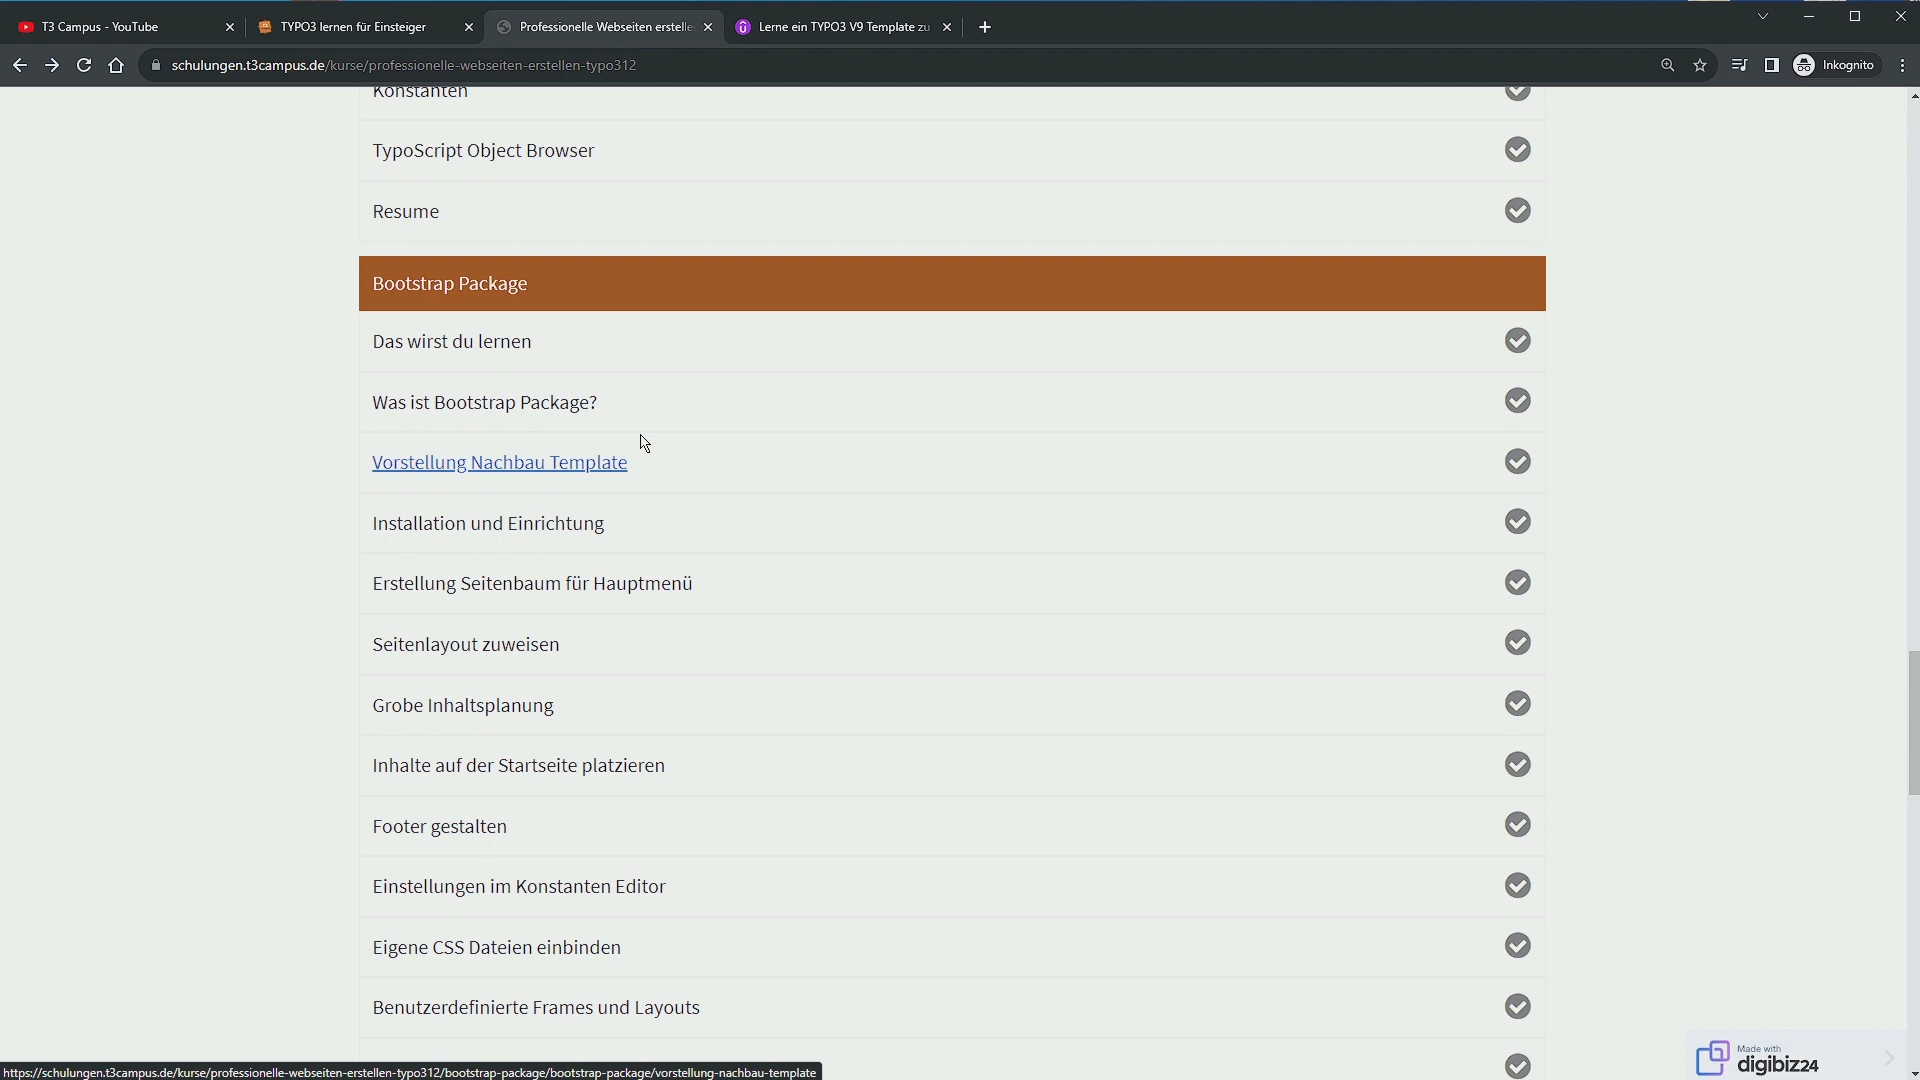 T3 Campus - YouTube
TYPO3 lernen für Einsteiger
Professionelle Webseiten erstelle
Lerne ein TYPO3 V9 Template zu
schulungen.t3campus.de/kurse/professionelle-webseiten-erstellen-typo312
Inkognito
Konstanten
TypoScript Object Browser
Resume
Bootstrap Package
Das wirst du lernen
Was ist Bootstrap Package?
Vorstellung Nachbau Template
Installation und Einrichtung
Erstellung Seitenbaum für Hauptmenü
Seitenlayout zuweisen
Grobe Inhaltsplanung
Inhalte auf der Startseite platzieren
Footer gestalten
Einstellungen im Konstanten Editor
Eigene CSS Dateien einbinden
Benutzerdefinierte Frames und Layouts
Made with
digibiz24
https://schulungen.t3campus.de/kurse/professionelle-webseiten-erstellen-typo312/bootstrap-package/bootstrap-package/vorstellung-nachbau-template